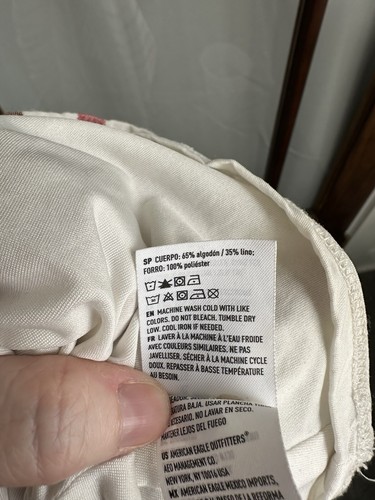 SP CUERPO: 65% algodón / 35% lino;
FORRO: 100% poliéster
EN MACHINE WASH COLD WITH LIKE
COLORS. DO NOT BLEACH. TUMBLE DRY
LOW. COOL IRON IF NEEDED.
FR LAVER À LA MACHINE À L'EAU FROIDE
AVEC COULEURS SIMILAIRES. NE PAS
JAVELLISER. SÉCHER À LA MACHINE CYCLE
DOUX. REPASSER À BASSE TEMPÉRATURE
AU BESOIN.
BAJA. USAR PLANCHA
NO LAVAR EN SECO.
DEL FUEGO
US AMERICAN EAGLE OUTFITTERS®
AEO MANAGEMENT CO.
NEW YORK, NY 10001 USA
MX AMERICAN EAGLE MEXICO IMPORTS,